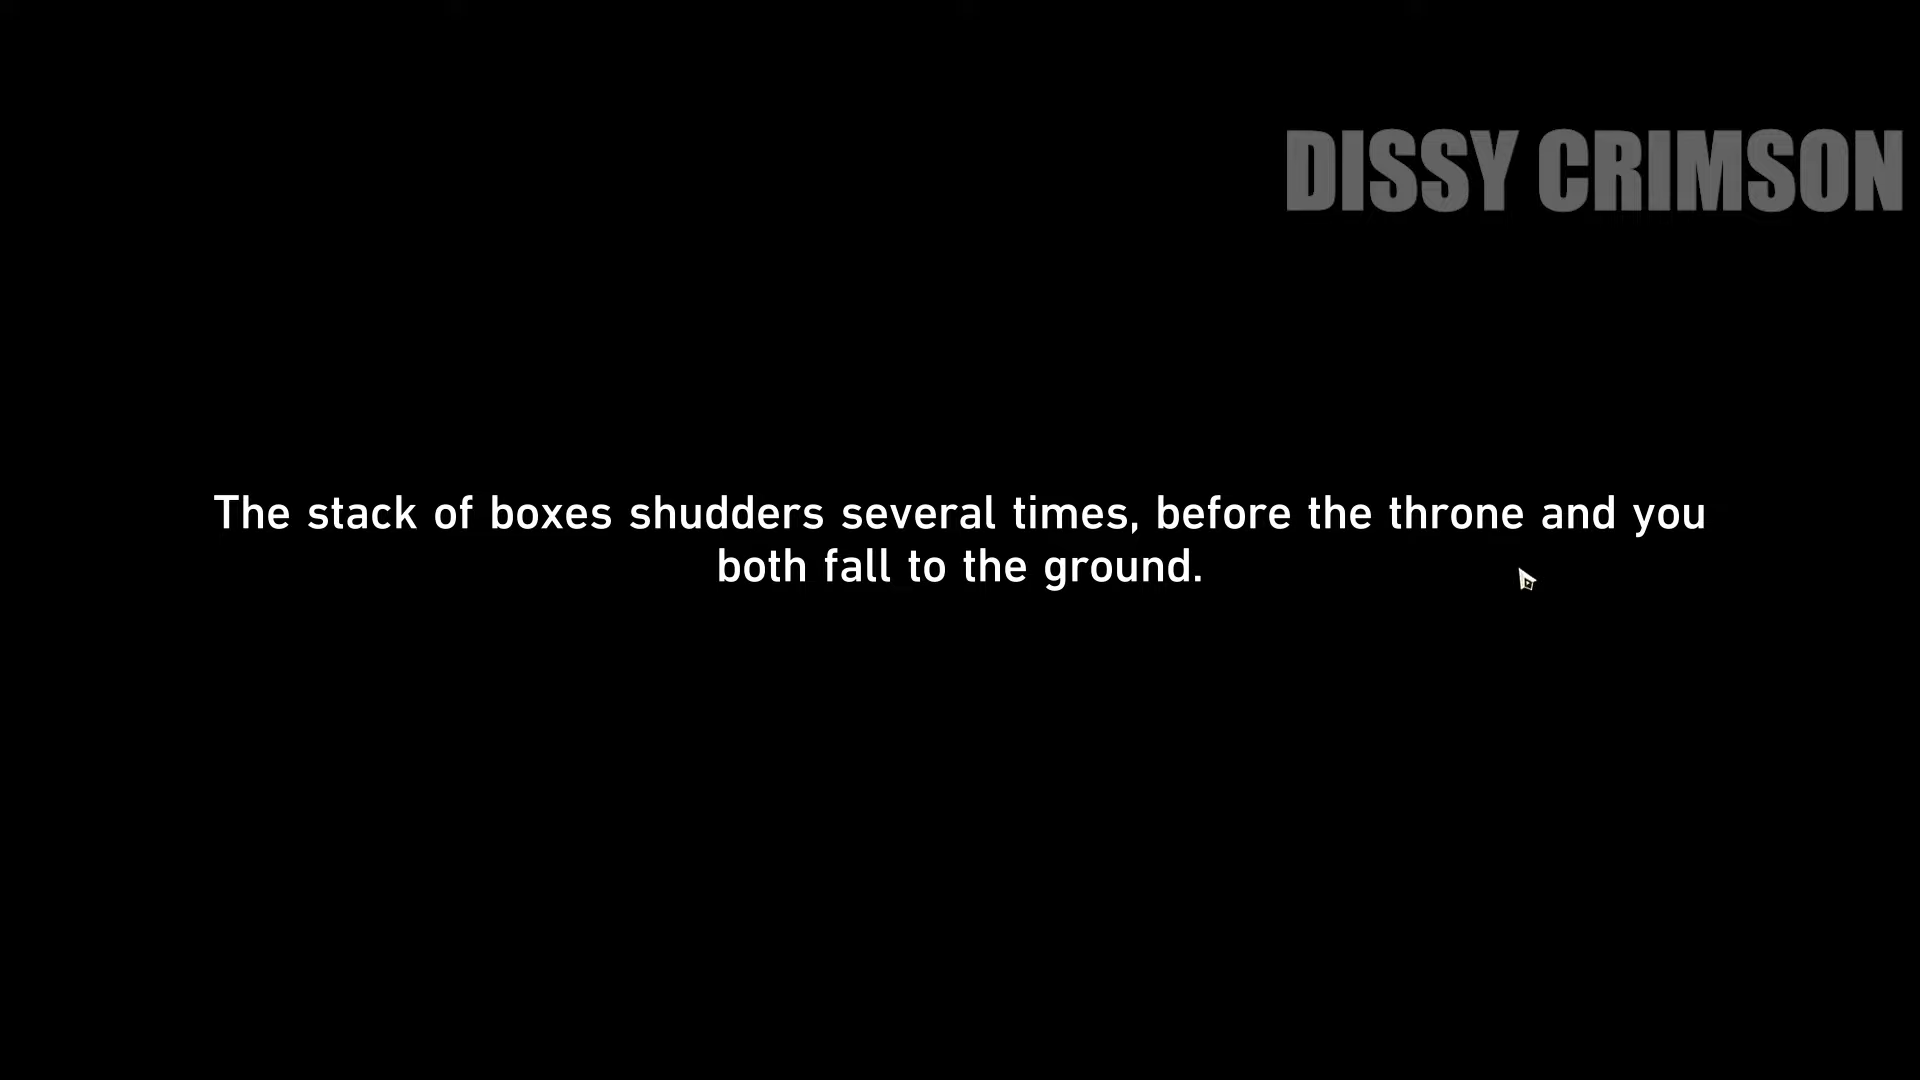 DISSY CRIMSON
The stack of boxes shudders several times, before the throne and you
both fall to the ground.